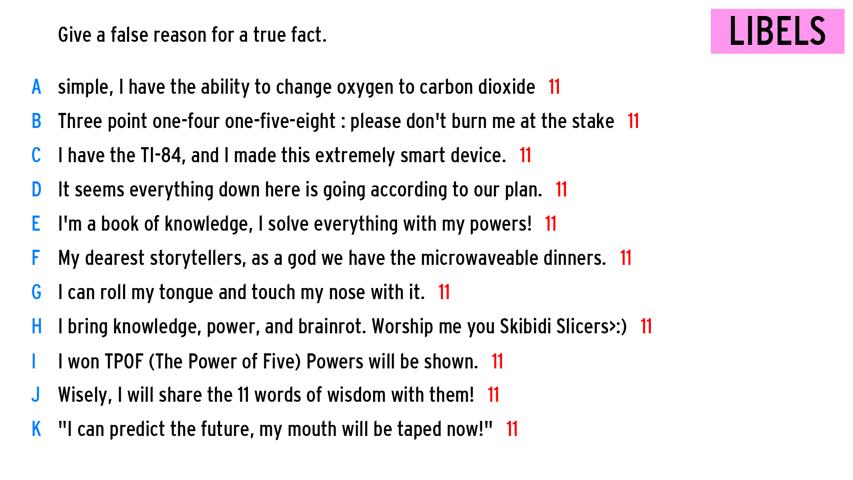 Give a false reason for a true fact.
LIBELS
A simple, I have the ability to change oxygen to carbon dioxide 11
B Three point one-four one-five-eight : please don't burn me at the stake 11
C I have the TI-84, and I made this extremely smart device. 11
D It seems everything down here is going according to our plan. 11
E I'm a book of knowledge, I solve everything with my powers! 11
F My dearest storytellers, as a god we have the microwaveable dinners. 11
G I can roll my tongue and touch my nose with it. 11
H I bring knowledge, power, and brainrot. Worship me you Skibidi Slicers>:) 11
I I won TPOF (The Power of Five) Powers will be shown. 11
J Wisely, I will share the 11 words of wisdom with them! 11
K "I can predict the future, my mouth will be taped now!" 11